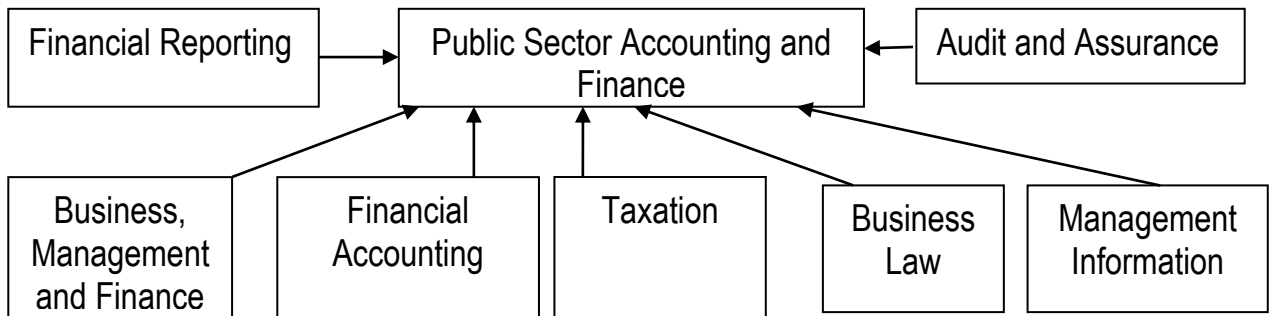 Financial Reporting
Public Sector Accounting and
Finance
Audit and Assurance
Business,
Management
and Finance
Financial
Accounting
Taxation
Business
Law
Management
Information